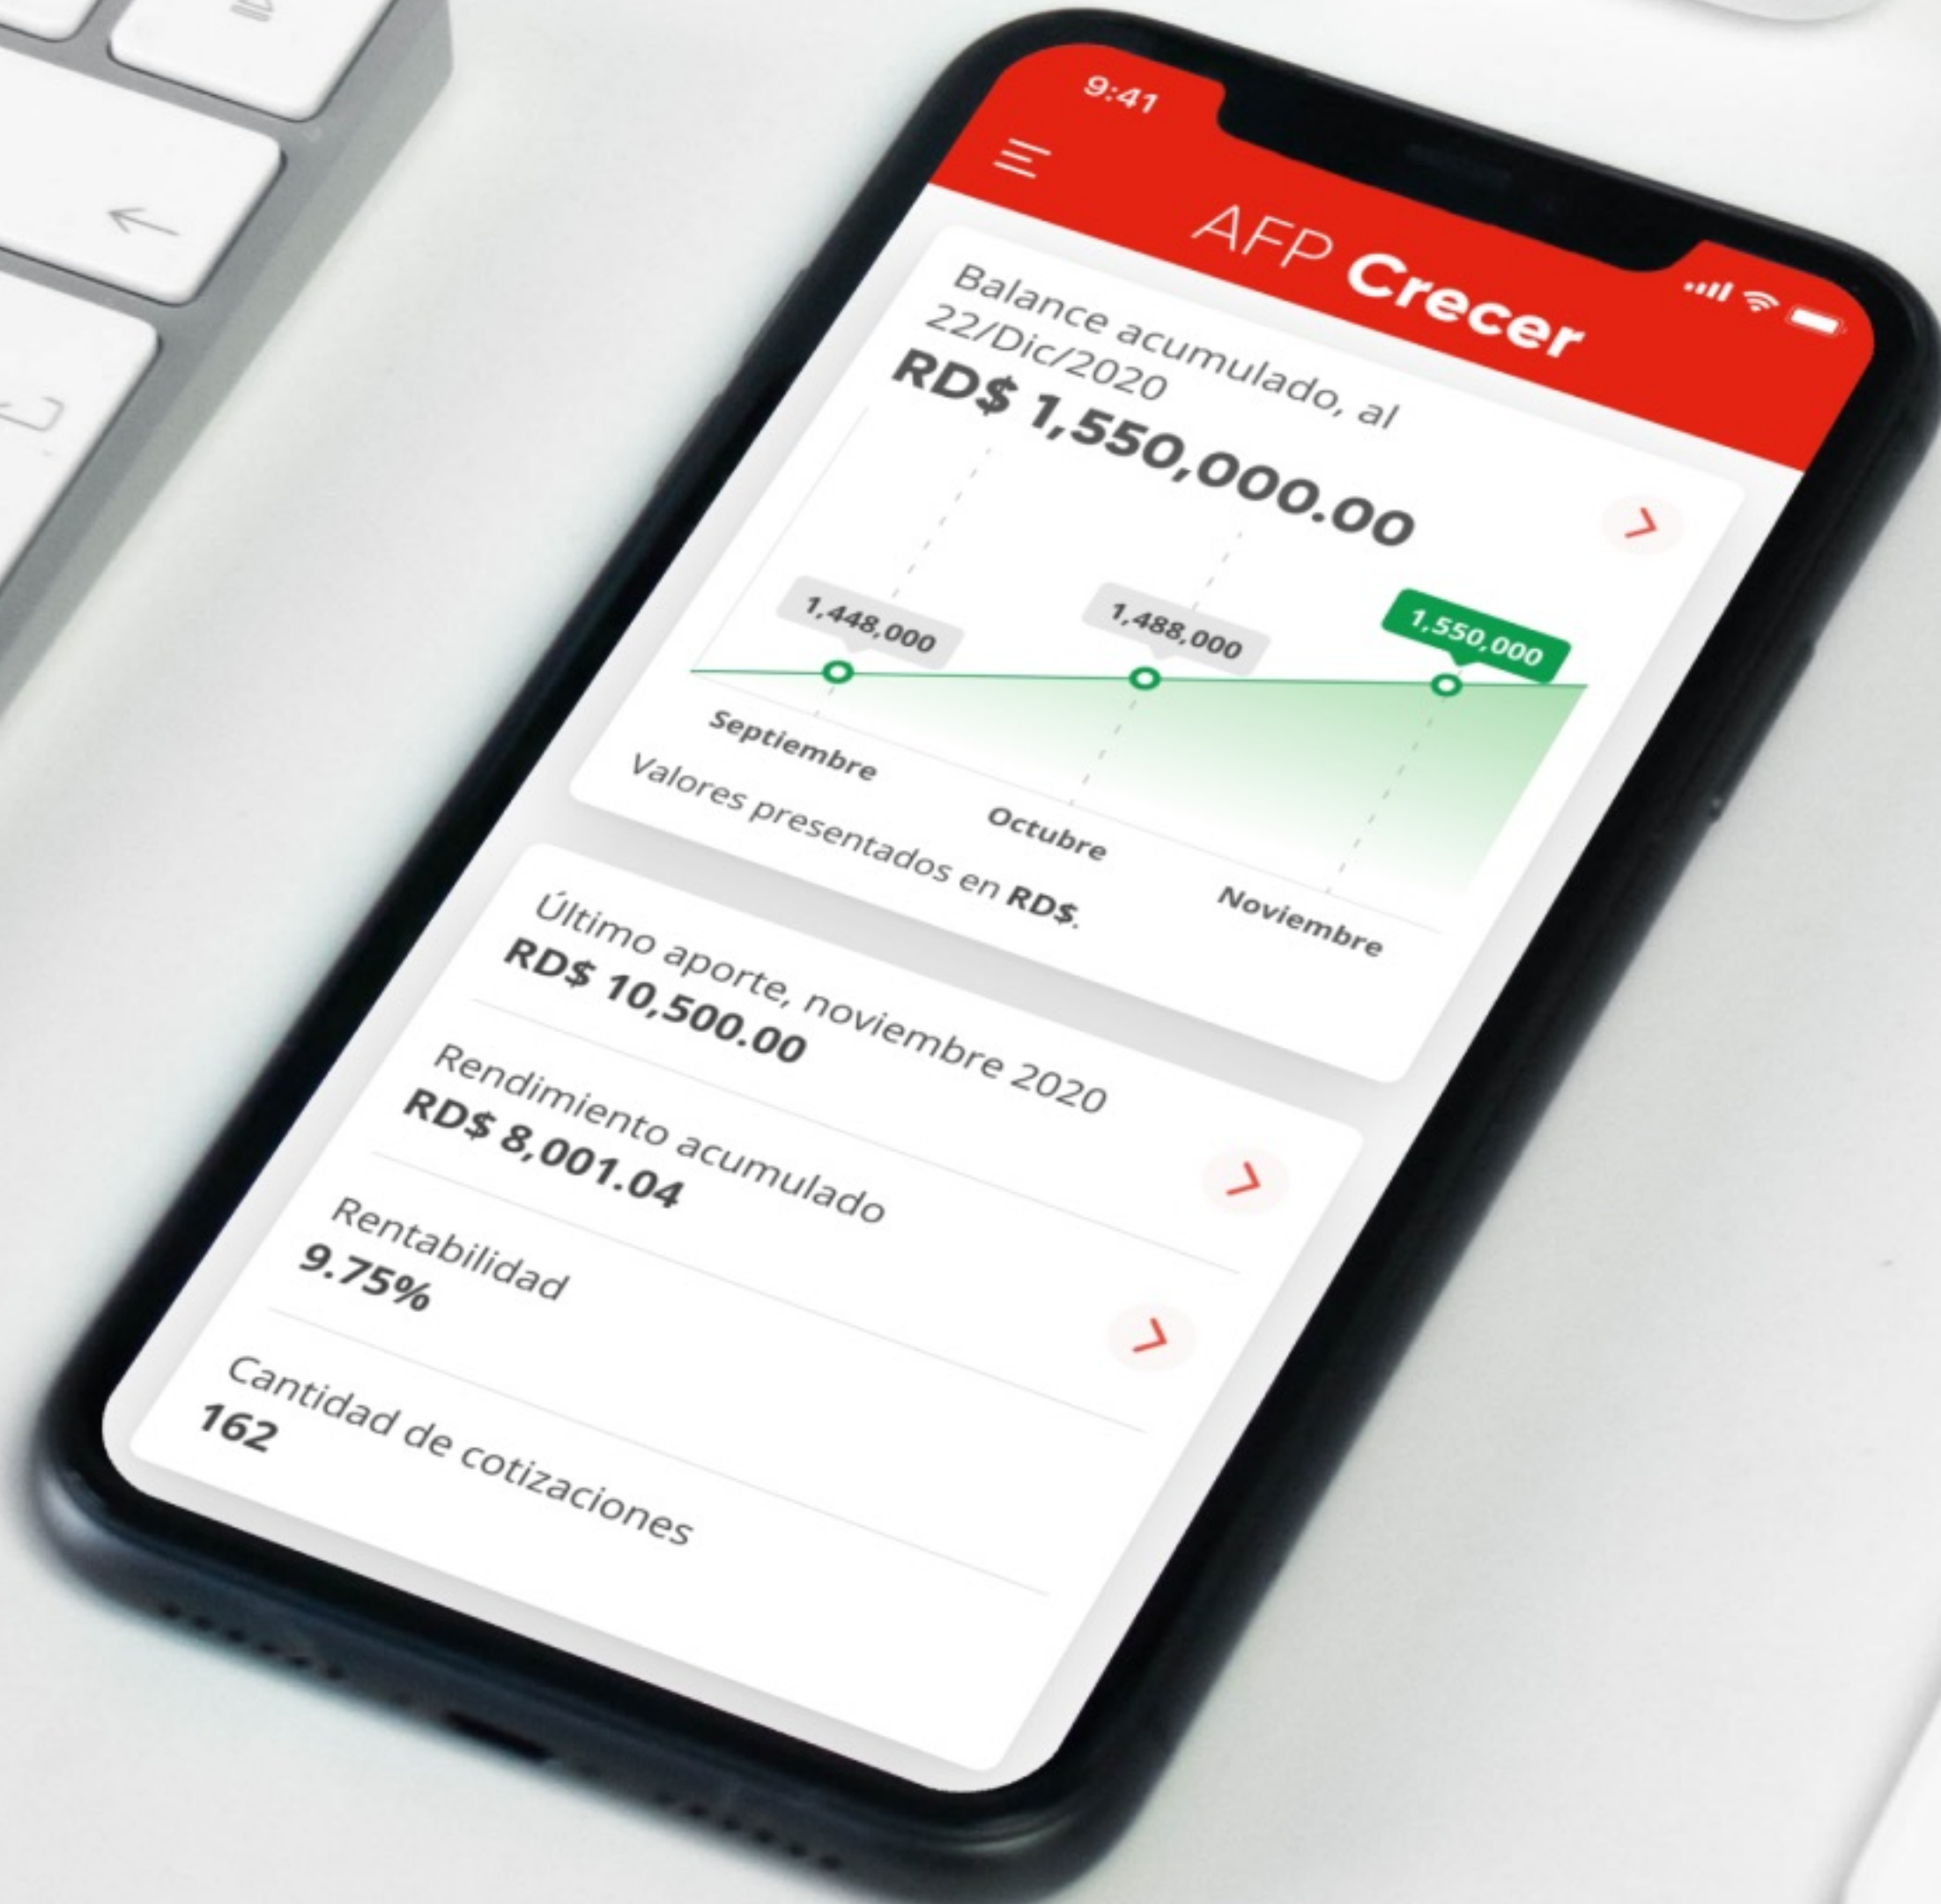 9:41
AFP Crecer
Balance acumulado, al
22/Dic/2020
RD$ 1,550,000.00
1,448,000
1,488,000
1,550,000
Septiembre
Octubre
Noviembre
Valores presentados en RD$.
Último aporte, noviembre 2020
RD$ 10,500.00
Rendimiento acumulado
RD$ 8,001.04
Rentabilidad
9.75%
Cantidad de cotizaciones
162